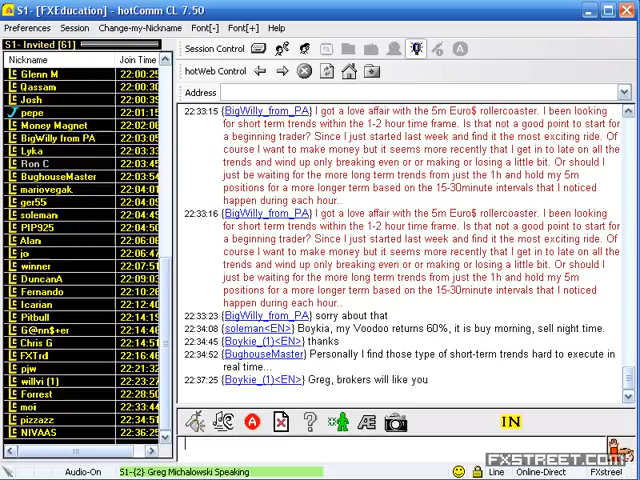 S1- [FXEducation] - hotComm CL 7.50
Preferences Session Change-my-Nickname Font[-] Font[+] Help
S1- Invited [61]
Nickname Join Time
Glenn M 22:00:25
Qassam 22:00:30
Josh 22:00:39
pepe 22:01:15
Money Magnet 22:02:08
BigWilly from PA 22:03:05
Lyka 22:03:33
Ron C 22:03:45
BughouseMaster 22:03:58
mariovegak 22:04:01
ger55 22:04:09
soleman 22:04:49
PIP925 22:04:50
Alan 22:06:06
jo 22:06:47
winner 22:07:51
DuncanA 22:09:03
Fernando 22:10:26
Icarian 22:12:40
Pitbull 22:14:19
G@nn$+er 22:14:19
Chris G 22:14:19
FXTrd 22:14:19
pjw 22:21:32
willvi (1) 22:23:27
Forrest 22:28:50
moi 22:33:44
pizzazz 22:34:50
NIVAAS 22:36:25
Session Control
hotWeb Control
Address
22:33:15 {BigWilly_from_PA} I got a love affair with the 5m Euro$ rollercoaster. I been looking
for short term trends within the 1-2 hour time frame. Is that not a good point to start for
a beginning trader? Since I just started last week and find it the most exciting ride. Of
course I want to make money but it seems more recently that I get in to late on all the
trends and wind up only breaking even or or making or losing a little bit. Or should I
just be waiting for the more long term trends from just the 1h and hold my 5m
positions for a more longer term based on the 15-30minute intervals that I noticed
happen during each hour..
22:33:16 {BigWilly_from_PA} I got a love affair with the 5m Euro$ rollercoaster. I been looking
for short term trends within the 1-2 hour time frame. Is that not a good point to start for
a beginning trader? Since I just started last week and find it the most exciting ride. Of
course I want to make money but it seems more recently that I get in to late on all the
trends and wind up only breaking even or or making or losing a little bit. Or should I
just be waiting for the more long term trends from just the 1h and hold my 5m
positions for a more longer term based on the 15-30minute intervals that I noticed
happen during each hour..
22:33:23 {BigWilly_from_PA} sorry about that
22:34:08 {soleman<EN>} Boykia, my Voodoo returns 60%, it is buy morning, sell night time.
22:34:45 {Boykie_(1)<EN>} thanks
22:34:52 {BughouseMaster} Personally I find those type of short-term trends hard to execute in
real time...
22:37:25 {Boykie_(1)<EN>} Greg, brokers will like you
IN
FXSTREET.COM
Audio-On S1-{2} Greg Michalowski Speaking Line Online-Direct FXstreet